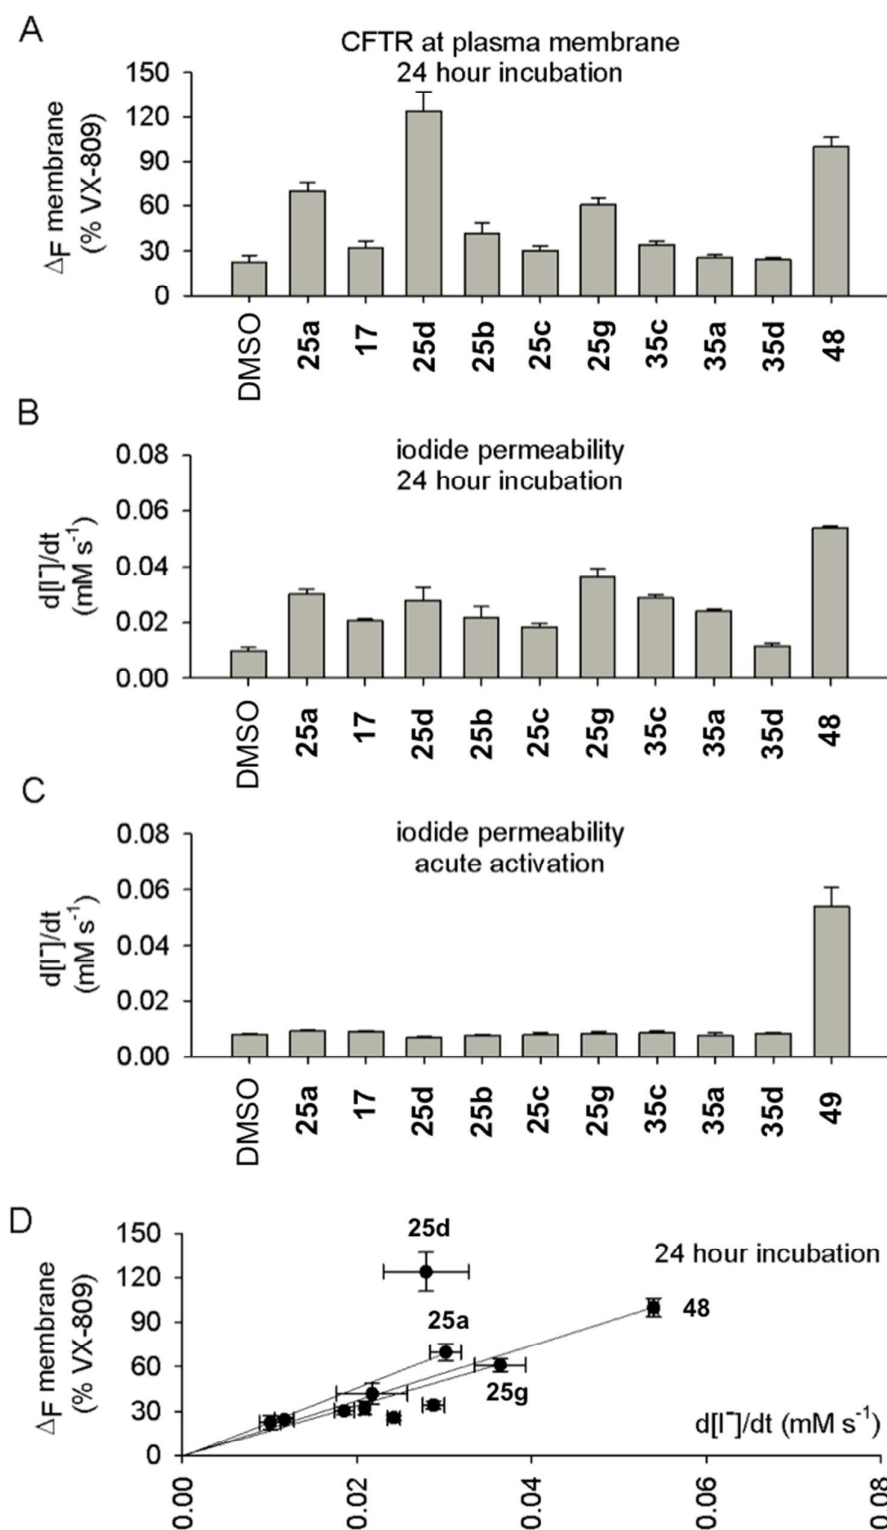 A
CFTR at plasma membrane
24 hour incubation
ΔF membrane
(% VX-809)
150
120
90
60
30
0
DMSO
25a
17
25d
25b
25c
25g
35c
35a
35d
48
B
iodide permeability
24 hour incubation
d[I⁻]/dt
(mM s⁻¹)
0.08
0.06
0.04
0.02
0.00
DMSO
25a
17
25d
25b
25c
25g
35c
35a
35d
48
C
iodide permeability
acute activation
d[I⁻]/dt
(mM s⁻¹)
0.08
0.06
0.04
0.02
0.00
DMSO
25a
17
25d
25b
25c
25g
35c
35a
35d
49
D
ΔF membrane
(% VX-809)
150
120
90
60
30
0
25d
24 hour incubation
25a
48
25g
d[I⁻]/dt (mM s⁻¹)
0.00
0.02
0.04
0.06
0.08